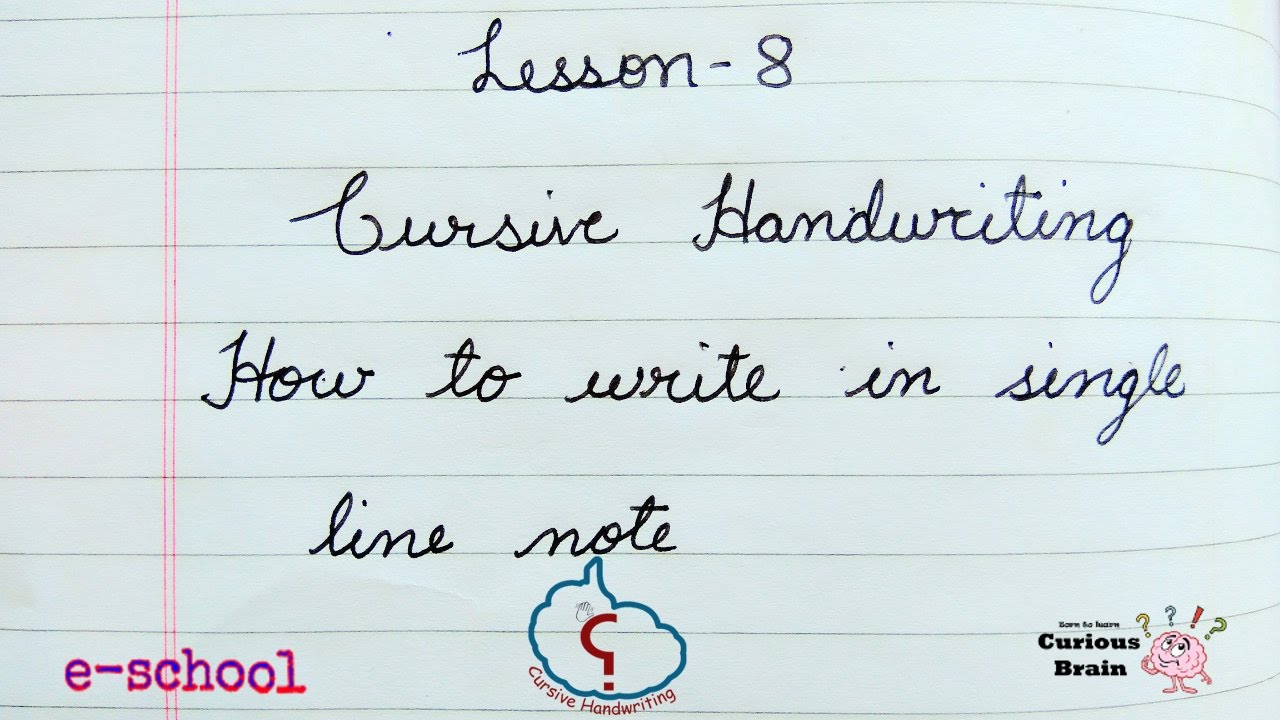 Lesson - 8
Cursive Handwriting
How to write in single
line note
e-school
Cursive Handwriting
Born to learn
Curious
Brain